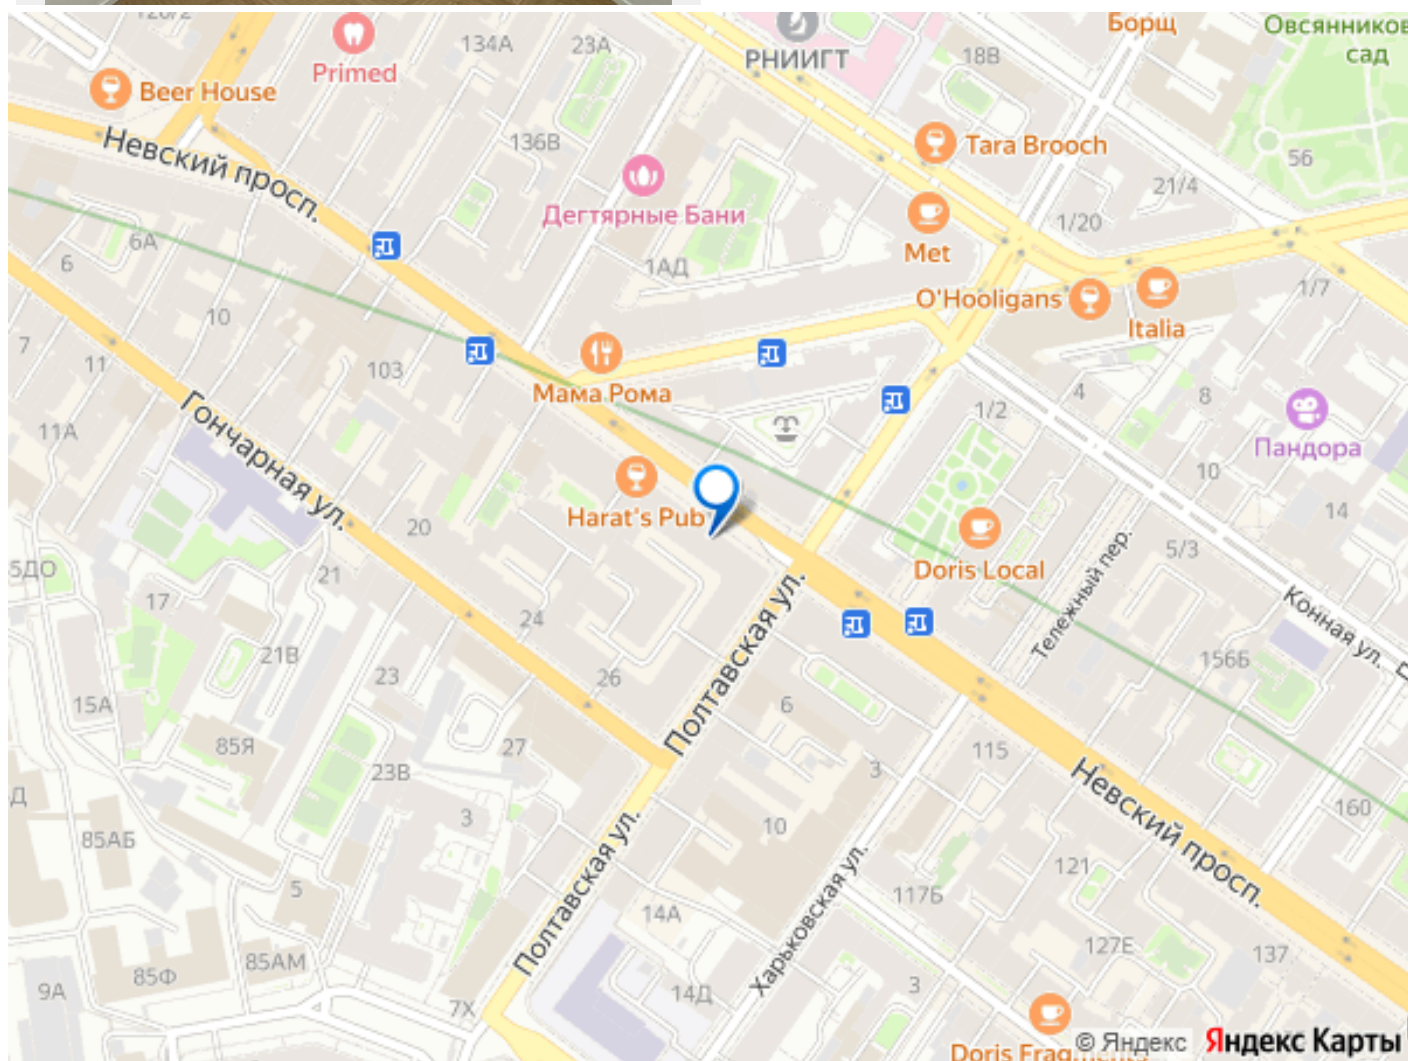 Борщ
Овсянников
сад
134А
23А
РНИИГТ
18В
Primed
Beer House
136В
Tara Brooch
56
Невский просп.
Дегтярные Бани
21/4
1/20
6А
6
Met
1АД
O'Hooligans
1/7
Italia
10
7
11
103
Мама Рома
4
8
1/2
Гончарная ул.
11А
Пандора
10
Harat's Pub
14
20
5/3
Doris Local
5ДО
21
17
Тележный пер.
Конная ул.
24
Полтавская ул.
21В
23
26
156Б
15А
6
85Я
27
115
23В
3
Невский просп.
Д
160
85АБ
3
10
Полтавская ул.
121
5
Харьковская ул.
117Б
14А
127Е
137
85АМ
85Ф
9А
14Д
3
7Х
© Яндекс
Яндекс Карты